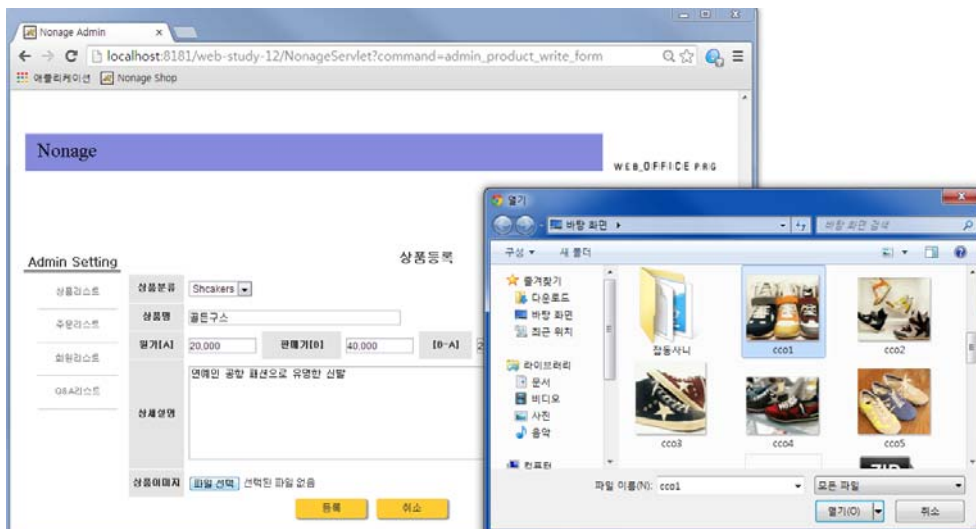 Nonage Admin
localhost:8181/web-study-12/NonageServlet?command=admin_product_write_form
애플리케이션 Nonage Shop
Nonage
WEB_OFFICE PRG
Admin Setting
상품리스트
주문리스트
회원리스트
Q&A리스트
상품등록
상품분류 Shcakers
상품명 골든구스
원가[A] 20,000 판매가[B] 40,000 [B-A] 2
상세설명 연예인 공항 패션으로 유명한 신발
상품이미지 파일 선택 선택된 파일 없음
등록 취소
열기
바탕 화면
바탕 화면 검색
구성 새 폴더
즐겨찾기
다운로드
바탕 화면
최근 위치
라이브러리
문서
비디오
사진
음악
컴퓨터
잡동사니 cco1 cco2
cco3 cco4 cco5
ZIP
파일 이름(N): cco1 모든 파일
열기(O) 취소